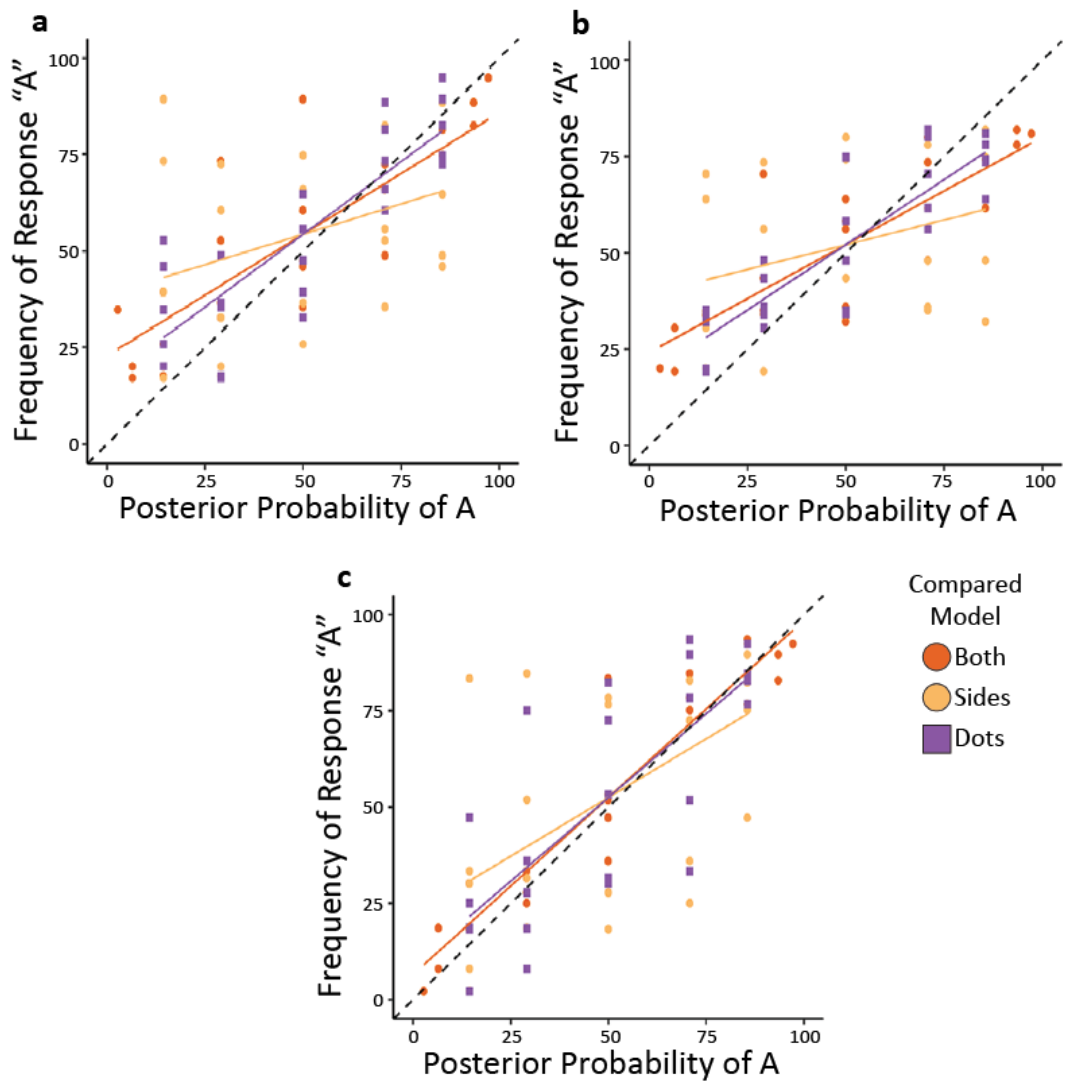 a
Frequency of Response “A”
100
75
50
25
0
0 25 50 75 100
Posterior Probability of A
b
Frequency of Response “A”
100
75
50
25
0
0 25 50 75 100
Posterior Probability of A
c
Frequency of Response “A”
100
75
50
25
0
0 25 50 75 100
Posterior Probability of A
Compared
Model
Both
Sides
Dots